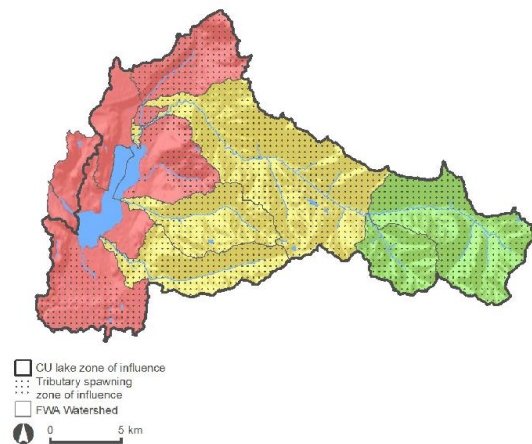 CU lake zone of influence
Tributary spawning
zone of influence
FWA Watershed
0 5 km